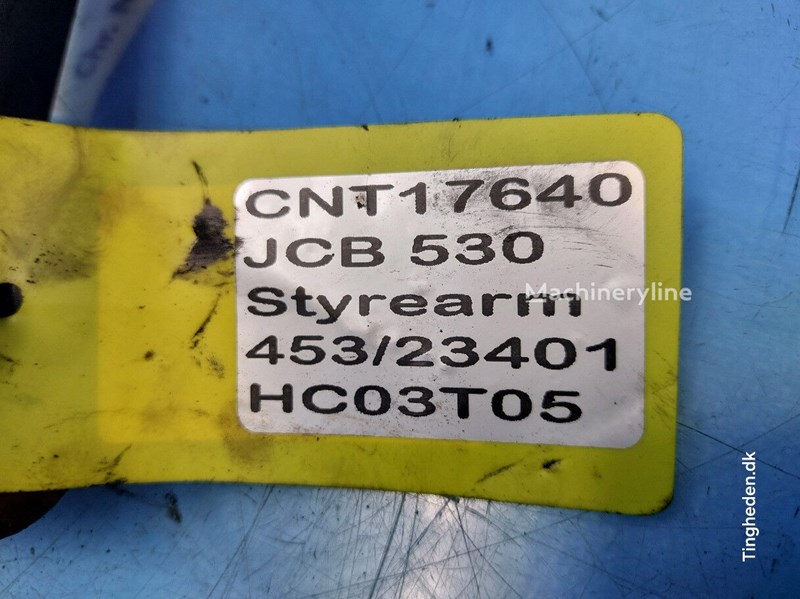 CNT17640
JCB 530
Styrearm
453/23401
HC03T05
Machineryline
Tingheden.dk